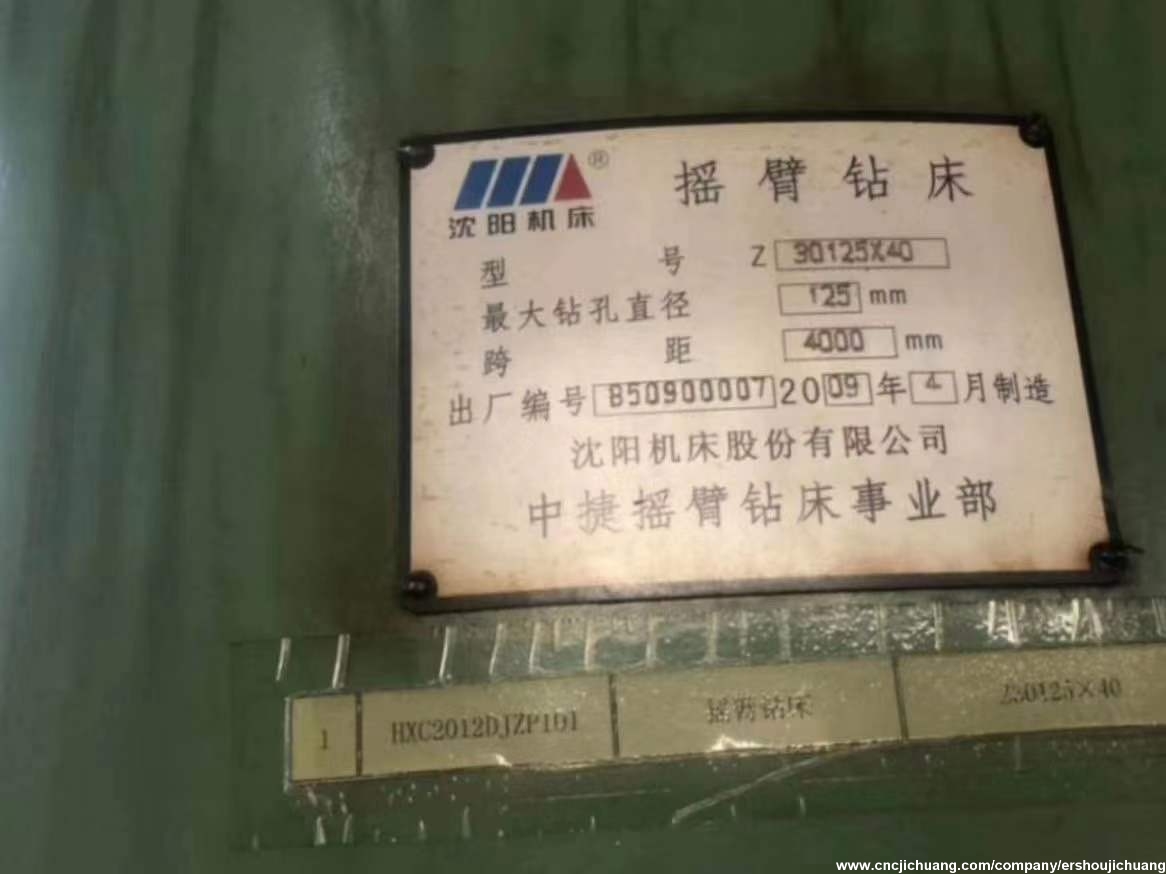 沈阳机床 ®
摇臂钻床
型号 Z 30125X40
最大钻孔直径 125 mm
跨距 4000 mm
出厂编号 B50900007 2009年4月制造
沈阳机床股份有限公司
中捷摇臂钻床事业部
1 HXC2012DJZP101 摇臂钻床 Z30125×40
www.cncjichuang.com/company/ershoujichuang